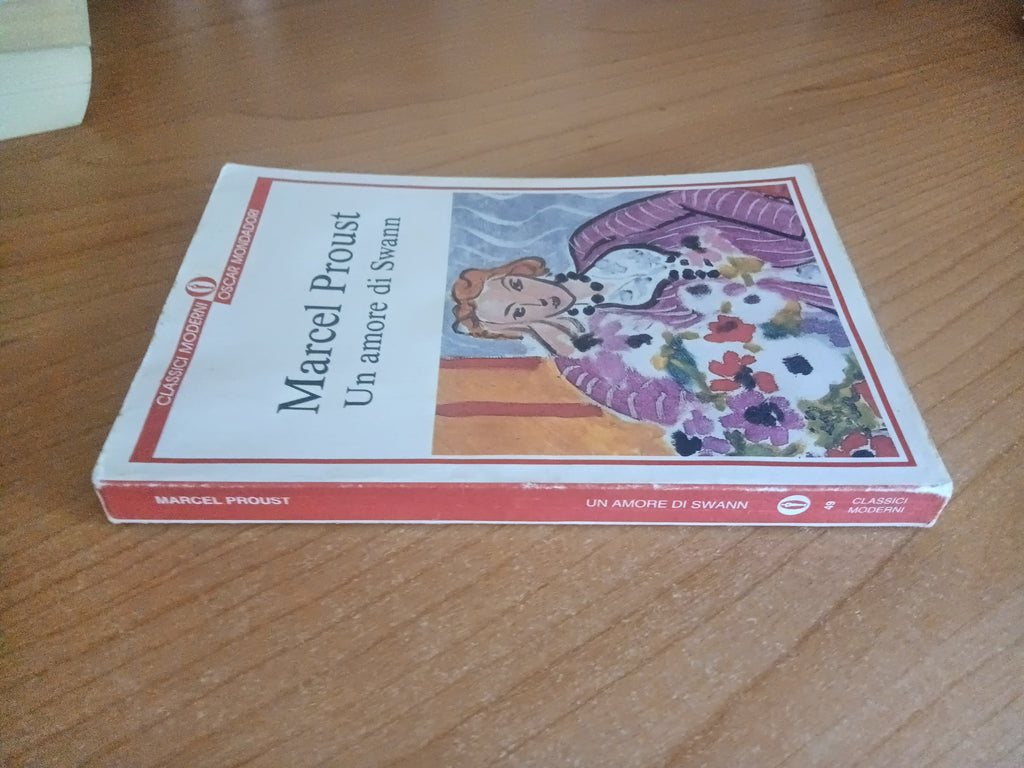 CLASSICI MODERNI
OSCAR MONDADORI
Marcel Proust
Un amore di Swann
MARCEL PROUST
UN AMORE DI SWANN
49
CLASSICI
MODERNI